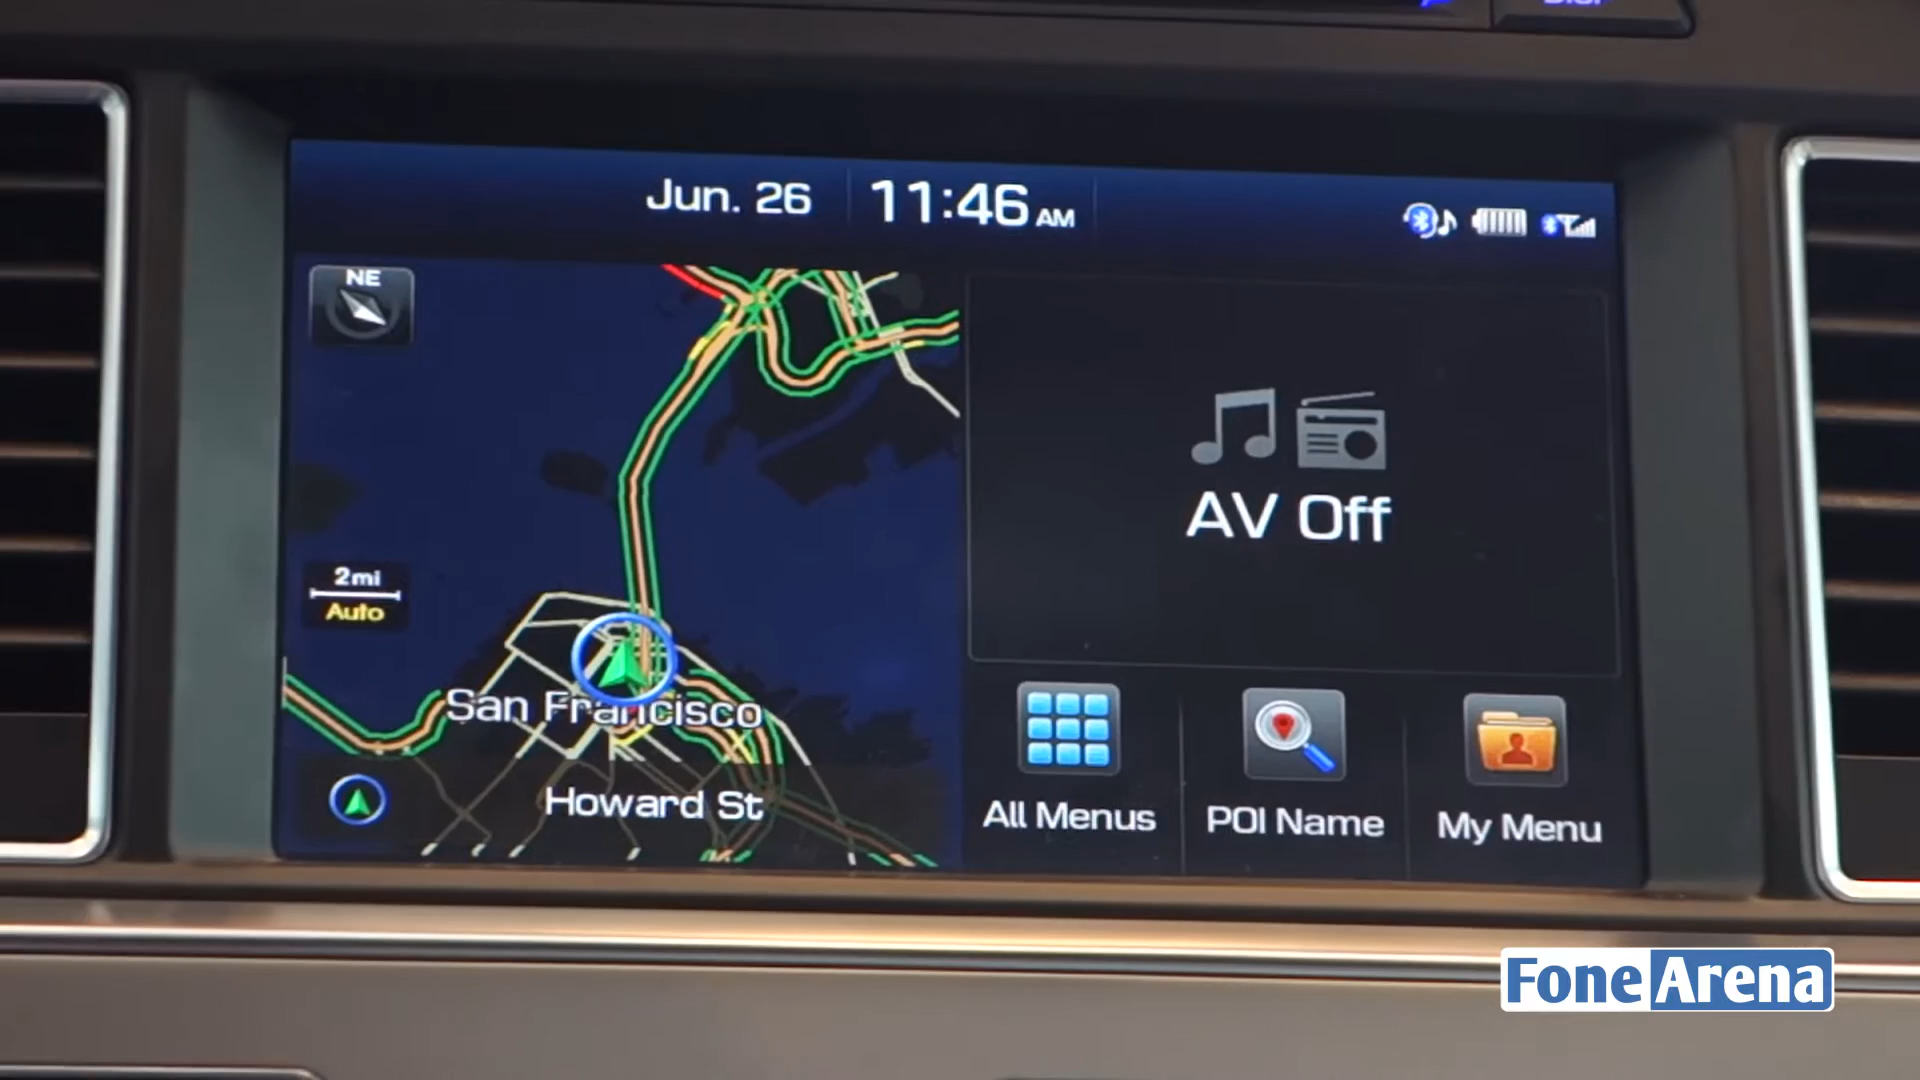 Jun. 26
11:46 AM
NE
2mi
Auto
San Francisco
Howard St
AV Off
All Menus
POI Name
My Menu
FoneArena